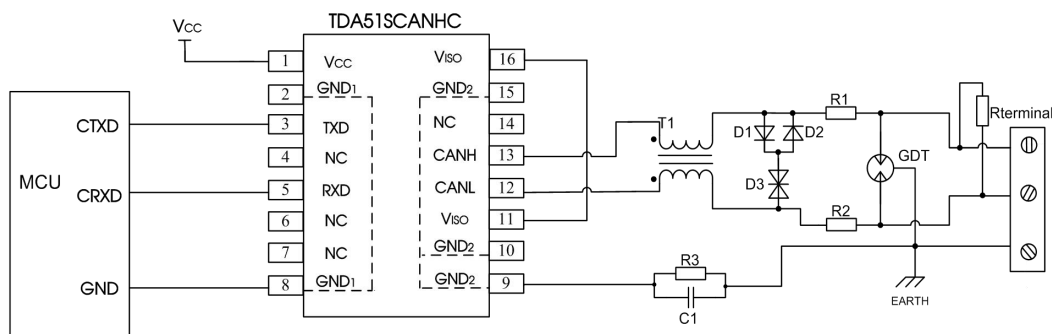 TDA51SCANHC
VCC
1 VCC VISO 16
2 GND1 GND2 15
CTXD 3 TXD NC 14
4 NC CANH 13
MCU
CRXD 5 RXD CANL 12
6 NC VISO 11
7 NC GND2 10
GND 8 GND1 GND2 9
T1
D1 D2
D3
R1
R2
GDT
Rterminal
R3
C1
EARTH